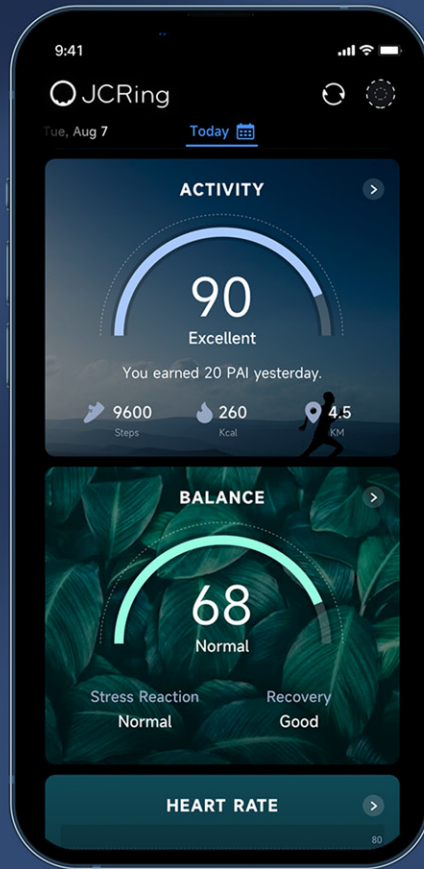 9:41
JCRing
Tue, Aug 7 Today
ACTIVITY
90
Excellent
You earned 20 PAI yesterday.
9600 260 4.5
Steps Kcal KM
BALANCE
68
Normal
Stress Reaction Recovery
Normal Good
HEART RATE
80